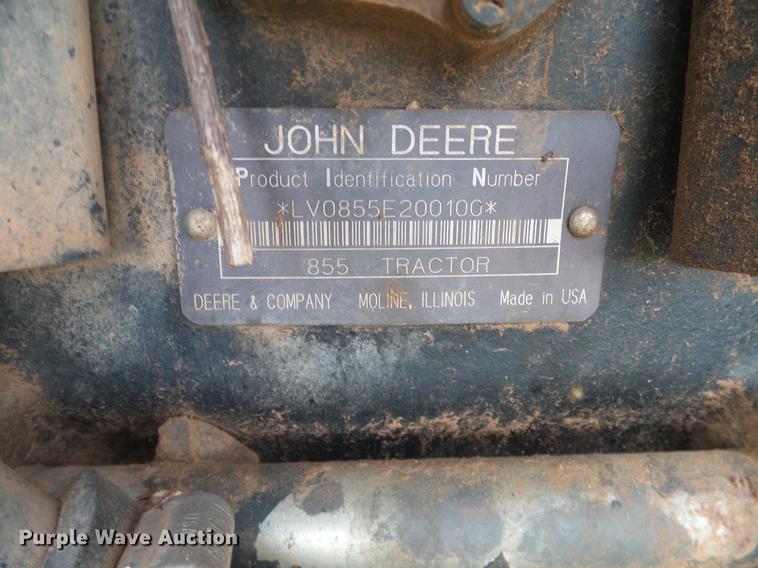 JOHN DEERE
Product Identification Number
*LV0855E200100*
855 TRACTOR
DEERE & COMPANY MOLINE, ILLINOIS Made in USA
Purple Wave Auction